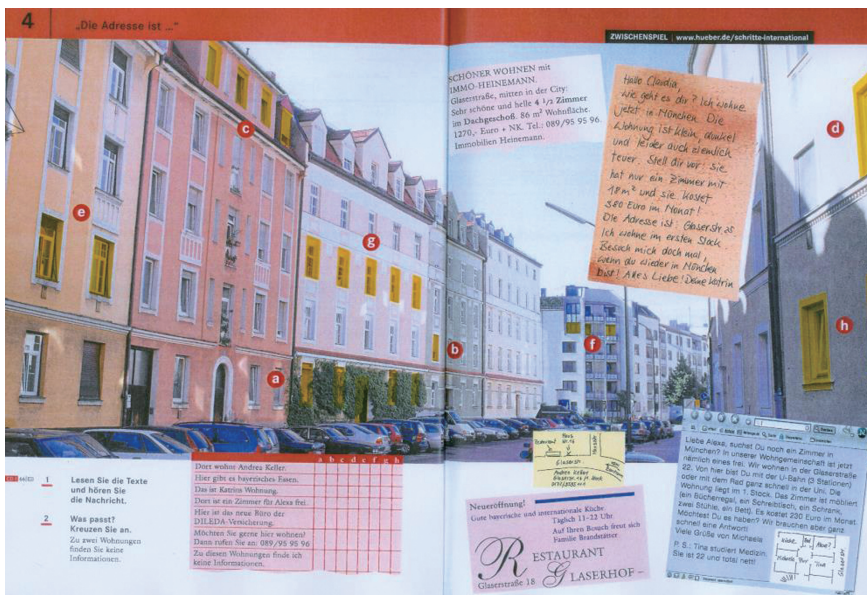 4 „Die Adresse ist ..."
ZWISCHENSPIEL | www.hueber.de/schritte-international
SCHÖNER WOHNEN mit
IMMO-HEINEMANN.
Glaserstraße, mitten in der City:
Sehr schöne und helle 4 1/2 Zimmer
im Dachgeschoß. 86 m² Wohnfläche.
1270,- Euro + NK. Tel.: 089/95 95 96
Immobilien Heinemann.
Hallo Claudia,
wie geht es dir? Ich wohne
jetzt in München. Die
Wohnung ist klein, dunkel
und leider auch ziemlich
teuer. Stell dir vor: Sie
hat nur ein Zimmer mit
18 m² und sie kostet
580 Euro im Monat!
Die Adresse ist: Glaserstr.
Ich wohne im ersten Stock.
Besuch mich doch mal,
wenn du wieder in München
bist! Alles Liebe! Deine Katrin
e
c
g
a
b
f
d
h
1 Lesen Sie die Texte
und hören Sie
die Nachricht.
2 Was passt?
Kreuzen Sie an.
Zu zwei Wohnungen
finden Sie keine
Informationen.
a b c d e f g h
Dort wohnt Andrea Keller.
Hier gibt es bayerisches Essen.
Das ist Katrins Wohnung.
Dort ist ein Zimmer für Alexa frei.
Hier ist das neue Büro der
DILEDA-Versicherung.
Möchten Sie gerne hier wohnen?
Dann rufen Sie an: 089/95 95 96
Zu diesen Wohnungen finde ich
keine Informationen.
Glaserstr.
Andrea Keller
Neueröffnung!
Gute bayerische und internationale Küche
Täglich 11-22 Uhr
Auf Ihren Besuch freut sich
Familie Brandstätter
RESTAURANT
GLASERHOF
Glaserstraße 18
Liebe Alexa, suchst Du noch ein Zimmer in
München? In unserer Wohngemeinschaft ist jetzt
nämlich eines frei. Wir wohnen in der Glaserstraße
22. Von hier bist Du mit der U-Bahn (3 Stationen)
oder mit dem Rad ganz schnell in der Uni. Die
Wohnung liegt im 1. Stock. Das Zimmer ist möbliert
(ein Bücherregal, ein Schreibtisch, ein Schrank,
zwei Stühle, ein Bett). Es kostet 230 Euro im Monat.
Möchtest Du es haben? Wir brauchen aber ganz
schnell eine Antwort!
Viele Grüße von Michaela
P. S.: Tina studiert Medizin.
Sie ist 22 und total nett!
Küche Bad
Tina
Glaserstr